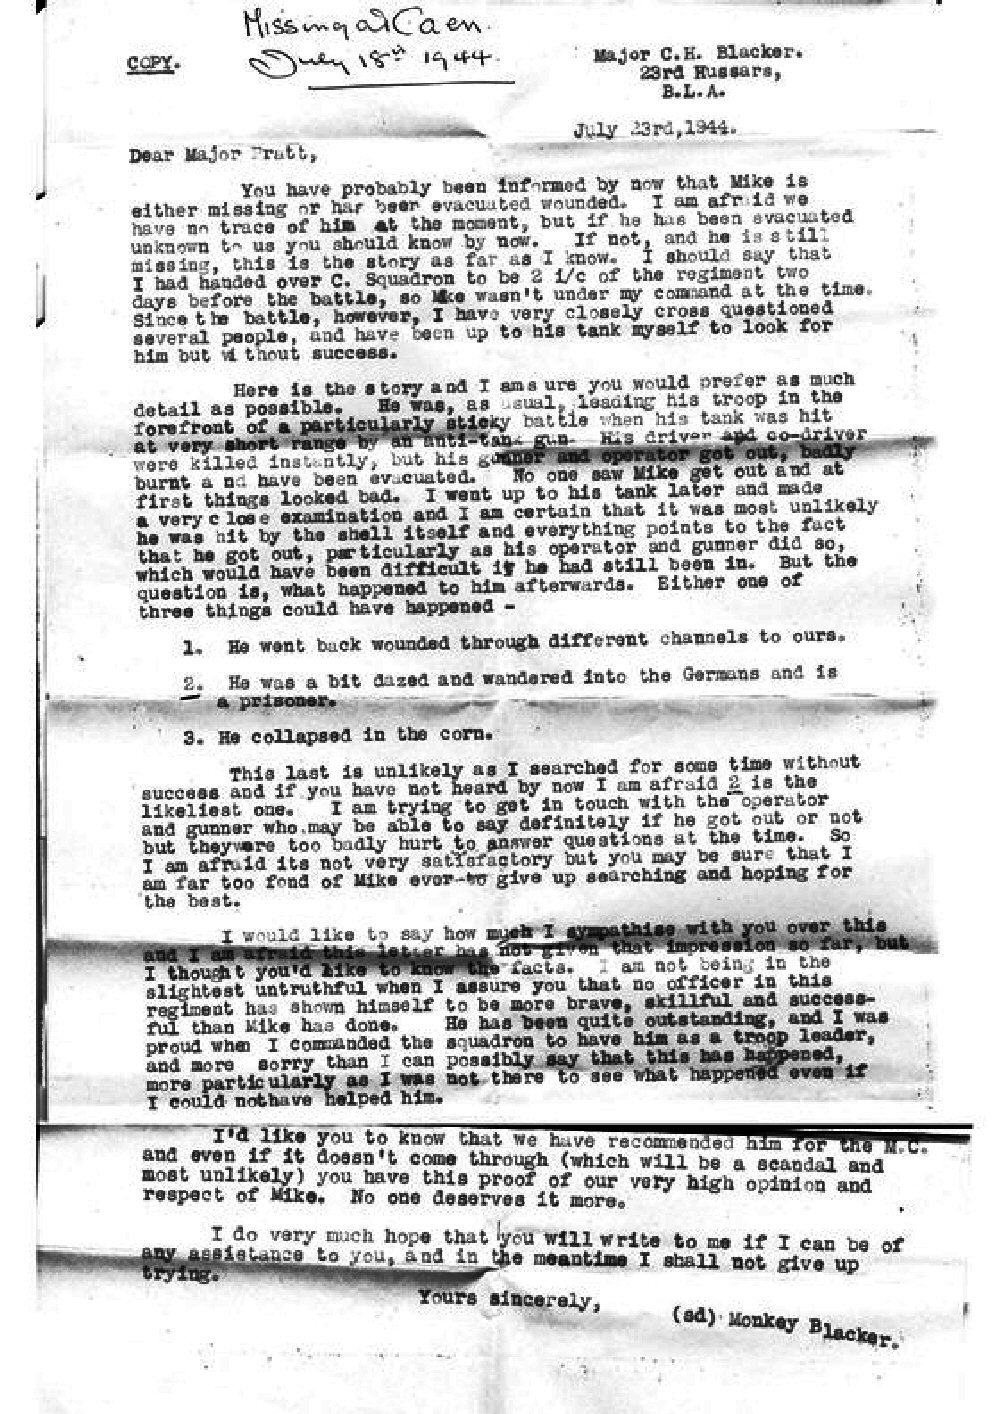 Missing at Caen.
July 18th 1944.
COPY.
Major C.H. Blacker.
23rd Hussars,
B.L.A.
July 23rd,1944.
Dear Major Pratt,
You have probably been informed by now that Mike is
either missing or har been evacuated wounded. I am afraid we
have no trace of him at the moment, but if he has been evacuated
unknown to us you should know by now. If not, and he is still
missing, this is the story as far as I know. I should say that
I had handed over C. Squadron to be 2 i/c of the regiment two
days before the battle, so Mke wasn't under my command at the time.
Since the battle, however, I have very closely cross questioned
several people, and have been up to his tank myself to look for
him but wi thout success.
Here is the story and I am s ure you would prefer as much
detail as possible. He was, as usual, leading his troop in the
forefront of a particularly sticky battle when his tank was hit
at very short range by an anti-tank gun. His driver and co-driver
were killed instantly, but his gunner and operator got out, badly
burnt a nd have been evacuated. No one saw Mike get out and at
first things looked bad. I went up to his tank later and made
a very c lose examination and I am certain that it was most unlikely
he was hit by the shell itself and everything points to the fact
that he got out, particularly as his operator and gunner did so,
which would have been difficult if he had still been in. But the
question is, what happened to him afterwards. Either one of
three things could have happened -
1. He went back wounded through different channels to ours.
2. He was a bit dazed and wandered into the Germans and is
a prisoner.
3. He collapsed in the corn.
This last is unlikely as I searched for some time without
success and if you have not heard by now I am afraid 2 is the
likeliest one. I am trying to get in touch with the operator
and gunner who may be able to say definitely if he got out or not
but theywere too badly hurt to answer questions at the time. So
I am afraid its not very satisfactory but you may be sure that I
am far too fond of Mike ever to give up searching and hoping for
the best.
I would like to say how much I sympathise with you over this
and I am afraid this letter has not given that impression so far, but
I thought you'd like to know the facts. I am not being in the
slightest untruthful when I assure you that no officer in this
regiment has shown himself to be more brave, skillful and success-
ful than Mike has done. He has been quite outstanding, and I was
proud when I commanded the squadron to have him as a troop leader,
and more sorry than I can possibly say that this has happened,
more particularly as I was not there to see what happened even if
I could nothave helped him.
I'd like you to know that we have recommended him for the M.C.
and even if it doesn't come through (which will be a scandal and
most unlikely) you have this proof of our very high opinion and
respect of Mike. No one deserves it more.
I do very much hope that you will write to me if I can be of
any assistance to you, and in the meantime I shall not give up
trying.
Yours sincerely,
(sd) Monkey Blacker.